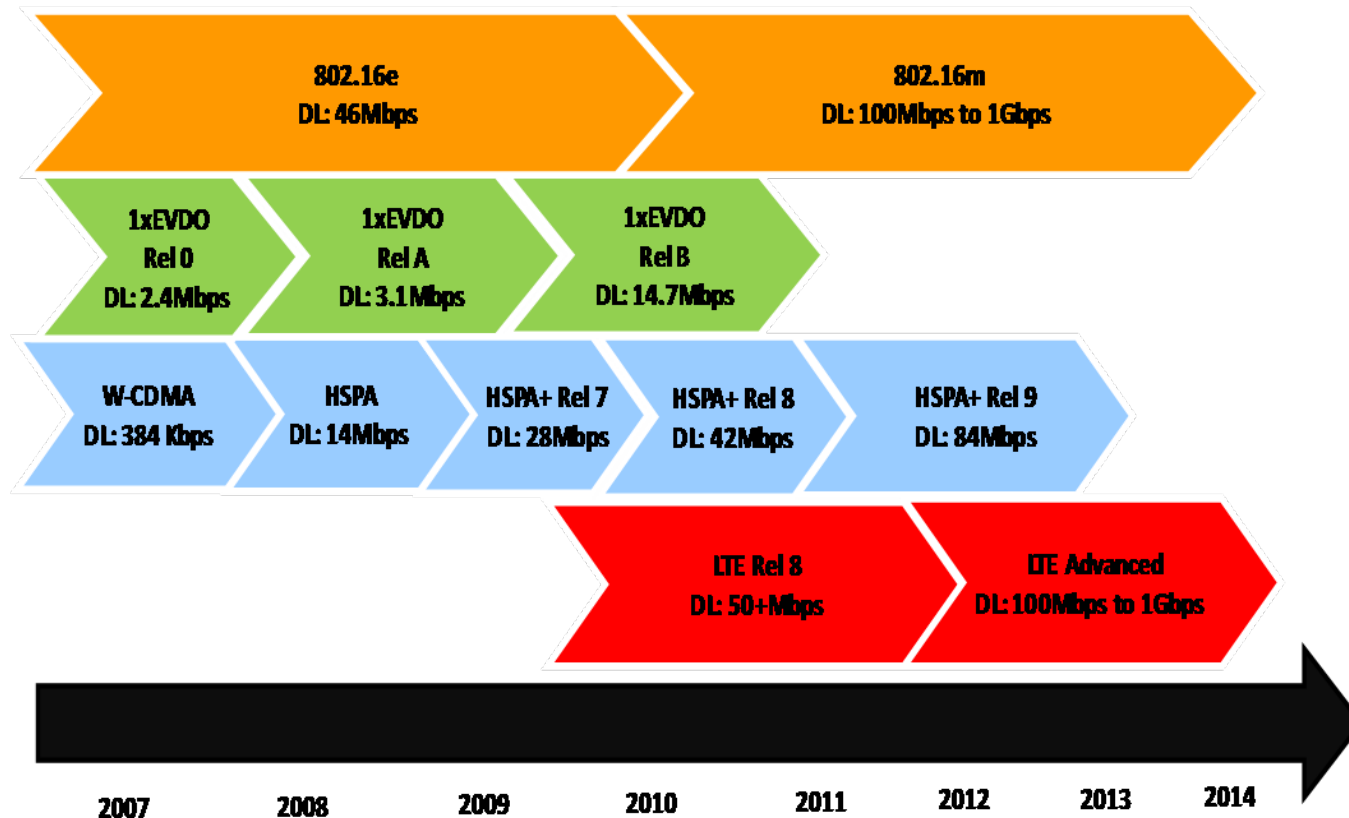 802.16e
DL: 46Mbps
802.16m
DL: 100Mbps to 1Gbps
1xEVDO
Rel 0
DL: 2.4Mbps
1xEVDO
Rel A
DL: 3.1Mbps
1xEVDO
Rel B
DL: 14.7Mbps
W-CDMA
DL: 384 Kbps
HSPA
DL: 14Mbps
HSPA+ Rel 7
DL: 28Mbps
HSPA+ Rel 8
DL: 42Mbps
HSPA+ Rel 9
DL: 84Mbps
LTE Rel 8
DL: 50+Mbps
LTE Advanced
DL: 100Mbps to 1Gbps
2007 2008 2009 2010 2011 2012 2013 2014